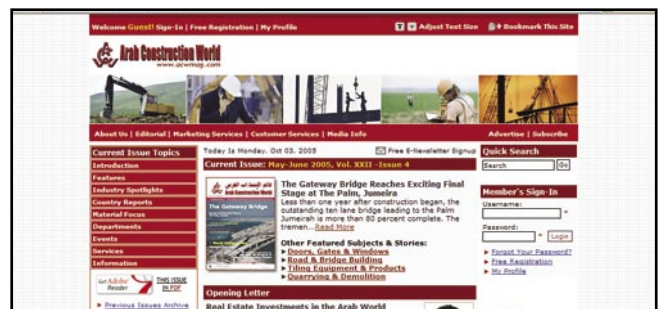 Welcome Guest! Sign-In | Free Registration | My Profile
Adjust Text Size
Bookmark This Site
Arab Construction World
www.acwmag.com
About Us | Editorial | Marketing Services | Customer Services | Media Info
Advertise | Subscribe
Current Issue Topics
Introduction
Features
Industry Spotlights
Country Reports
Material Focus
Departments
Events
Services
Information
Get Adobe Reader
THIS ISSUE IN PDF
Previous Issues Archive
Today Is Monday. Oct 03, 2005
Free E-Newsletter Signup
Current Issue: May-June 2005, Vol. XXII -Issue 4
Arab Construction World
The Gateway Bridge
The Gateway Bridge Reaches Exciting Final
Stage at The Palm, Jumeira
Less than one year after construction began, the
outstanding ten lane bridge leading to the Palm
Jumeirah is more than 80 percent complete. The
tremen...Read More
Other Featured Subjects & Stories:
Doors, Gates & Windows
Road & Bridge Building
Tiling Equipment & Products
Quarrying & Demolition
Opening Letter
Real Estate Investments in the Arab World
Quick Search
Search
Go
Member's Sign-In
Username:
*
Password:
* Login
Forgot Your Password?
Free Registration
My Profile